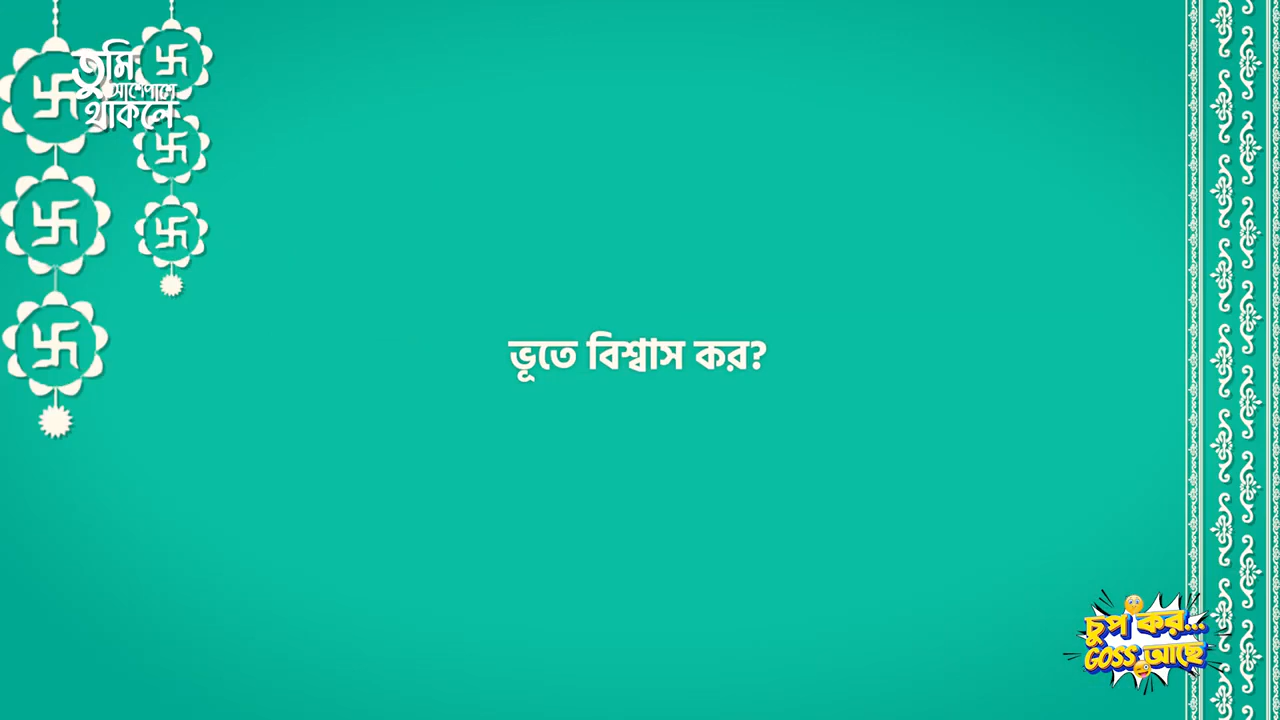 তুমি
আশেপাশে
থাকলে
ভূতে বিশ্বাস কর?
চুপ কর...
GOSS আছে